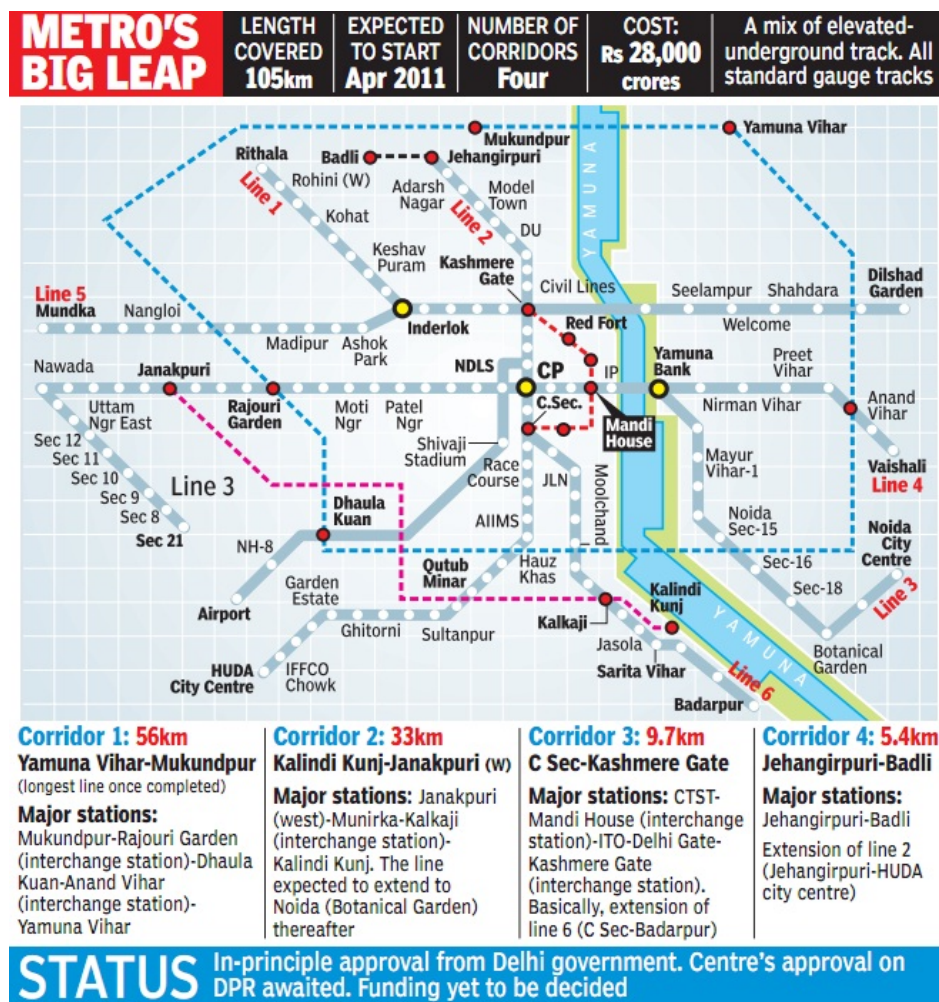 METRO'S
BIG LEAP
LENGTH
COVERED
105km
EXPECTED
TO START
Apr 2011
NUMBER OF
CORRIDORS
Four
COST:
Rs 28,000
crores
A mix of elevated-
underground track. All
standard gauge tracks
Mukundpur
Yamuna Vihar
Rithala
Badli
Jehangirpuri
Rohini (W)
Line 1
Adarsh
Nagar
Model
Town
Line 2
Kohat
DU
YAMUNA
Keshav
Puram
Kashmere
Gate
Civil Lines
Seelampur
Shahdara
Dilshad
Garden
Line 5
Mundka
Nangloi
Inderlok
Welcome
Madipur
Ashok
Park
Red Fort
Nawada
Janakpuri
NDLS
CP
IP
Yamuna
Bank
Preet
Vihar
Uttam
Ngr East
Rajouri
Garden
Moti
Ngr
Patel
Ngr
C.Sec.
Mandi
House
Nirman Vihar
Anand
Vihar
Sec 12
Sec 11
Sec 10
Sec 9
Sec 8
Sec 21
Line 3
Shivaji
Stadium
Race
Course
JLN
Moolchand
Mayur
Vihar-1
Vaishali
Line 4
Dhaula
Kuan
AIIMS
Noida
Sec-15
Noida
City
Centre
NH-8
Qutub
Minar
Hauz
Khas
Sec-16
Garden
Estate
Kalindi
Kunj
Sec-18
Line 3
Airport
Ghitorni
Sultanpur
Kalkaji
YAMUNA
Jasola
Botanical
Garden
HUDA
City Centre
IFFCO
Chowk
Sarita Vihar
Line 6
Badarpur
Corridor 1: 56km
Yamuna Vihar-Mukundpur
(longest line once completed)
Major stations:
Mukundpur-Rajouri Garden
(interchange station)-Dhaula
Kuan-Anand Vihar
(interchange station)-
Yamuna Vihar
Corridor 2: 33km
Kalindi Kunj-Janakpuri (W)
Major stations: Janakpuri
(west)-Munirka-Kalkaji
(interchange station)-
Kalindi Kunj. The line
expected to extend to
Noida (Botanical Garden)
thereafter
Corridor 3: 9.7km
C Sec-Kashmere Gate
Major stations: CTST-
Mandi House (interchange
station)-ITO-Delhi Gate-
Kashmere Gate
(interchange station).
Basically, extension of
line 6 (C Sec-Badarpur)
Corridor 4: 5.4km
Jehangirpuri-Badli
Major stations:
Jehangirpuri-Badli
Extension of line 2
(Jehangirpuri-HUDA
city centre)
STATUS
In-principle approval from Delhi government. Centre's approval on
DPR awaited. Funding yet to be decided